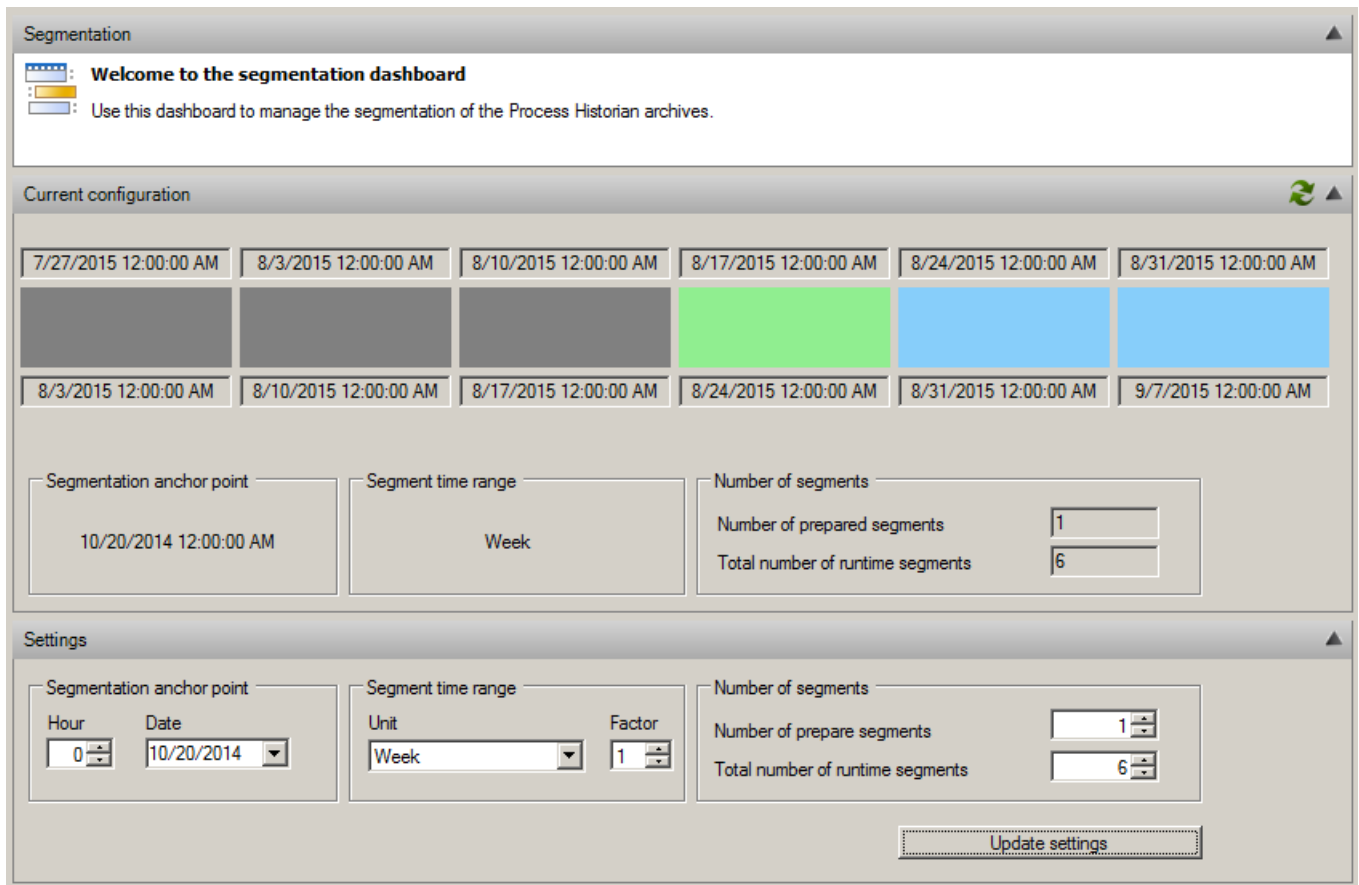 Segmentation
Welcome to the segmentation dashboard
Use this dashboard to manage the segmentation of the Process Historian archives.
Current configuration
7/27/2015 12:00:00 AM 8/3/2015 12:00:00 AM 8/10/2015 12:00:00 AM 8/17/2015 12:00:00 AM 8/24/2015 12:00:00 AM 8/31/2015 12:00:00 AM
8/3/2015 12:00:00 AM 8/10/2015 12:00:00 AM 8/17/2015 12:00:00 AM 8/24/2015 12:00:00 AM 8/31/2015 12:00:00 AM 9/7/2015 12:00:00 AM
Segmentation anchor point Segment time range Number of segments
Number of prepared segments 1
10/20/2014 12:00:00 AM Week
Total number of runtime segments 6
Settings
Segmentation anchor point Segment time range Number of segments
Hour Date Unit Factor
Number of prepare segments 1
0 10/20/2014 Week 1
Total number of runtime segments 6
Update settings